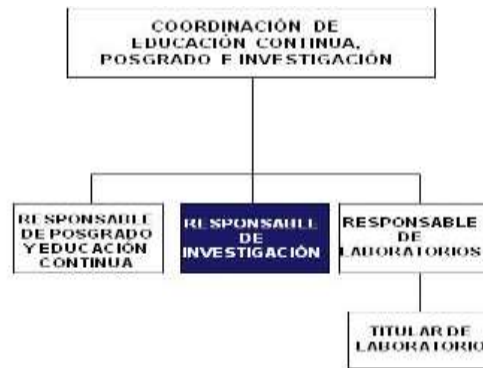 COORDINACIÓN DE
EDUCACIÓN CONTINUA,
POSGRADO E INVESTIGACIÓN
RESPONSABLE
DE POSGRADO
Y EDUCACIÓN
CONTINUA
RESPONSABLE
DE
INVESTIGACIÓN
RESPONSABLE
DE
LABORATORIOS
TITULAR DE
LABORATORIO